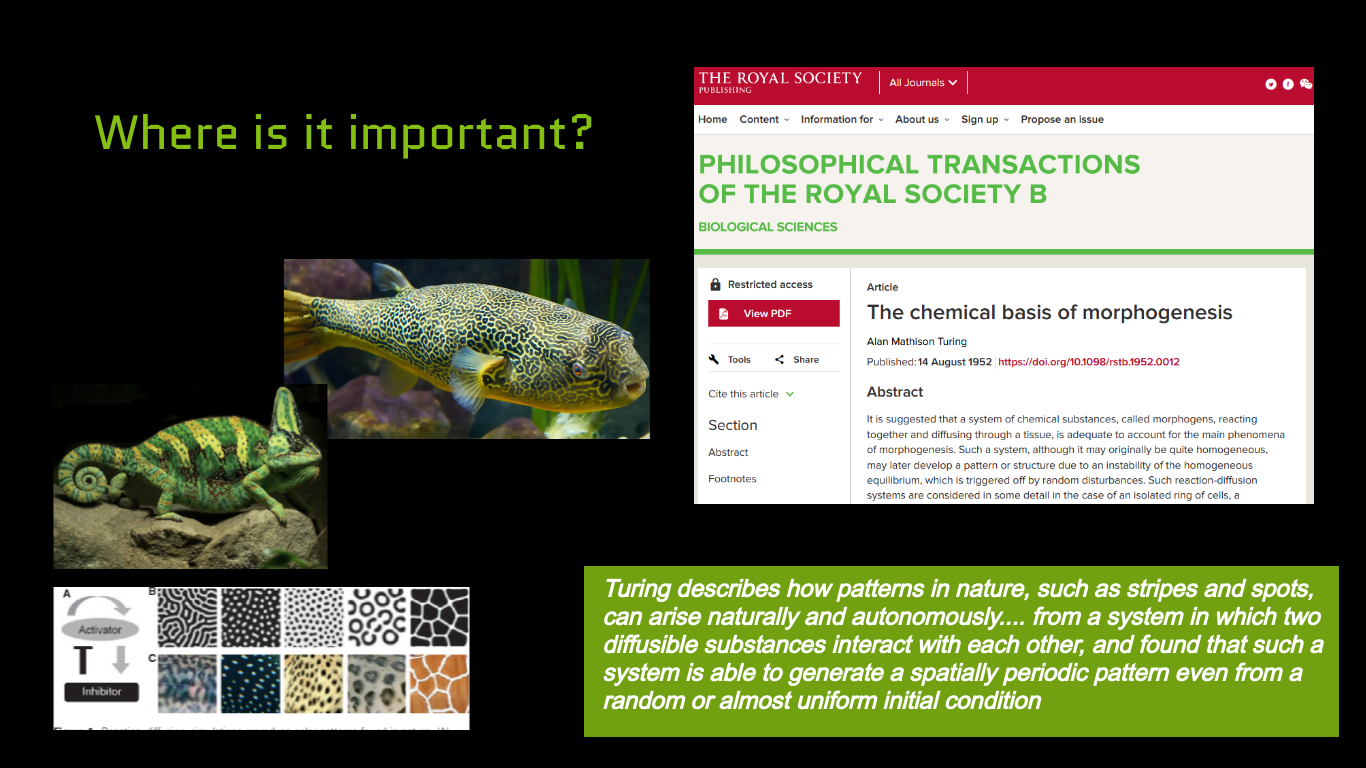 Where is it important?
THE ROYAL SOCIETY
PUBLISHING
All Journals
Home Content Information for About us Sign up Propose an issue
PHILOSOPHICAL TRANSACTIONS
OF THE ROYAL SOCIETY B
BIOLOGICAL SCIENCES
Restricted access
View PDF
Tools Share
Cite this article
Section
Abstract
Footnotes
Article
The chemical basis of morphogenesis
Alan Mathison Turing
Published: 14 August 1952 https://doi.org/10.1098/rstb.1952.0012
Abstract
It is suggested that a system of chemical substances, called morphogens, reacting
together and diffusing through a tissue, is adequate to account for the main phenomena
of morphogenesis. Such a system, although it may originally be quite homogeneous,
may later develop a pattern or structure due to an instability of the homogeneous
equilibrium, which is triggered off by random disturbances. Such reaction-diffusion
systems are considered in some detail in the case of an isolated ring of cells, a
A
Activator
T
Inhibitor
B
C
Turing describes how patterns in nature, such as stripes and spots,
can arise naturally and autonomously.... from a system in which two
diffusible substances interact with each other, and found that such a
system is able to generate a spatially periodic pattern even from a
random or almost uniform initial condition